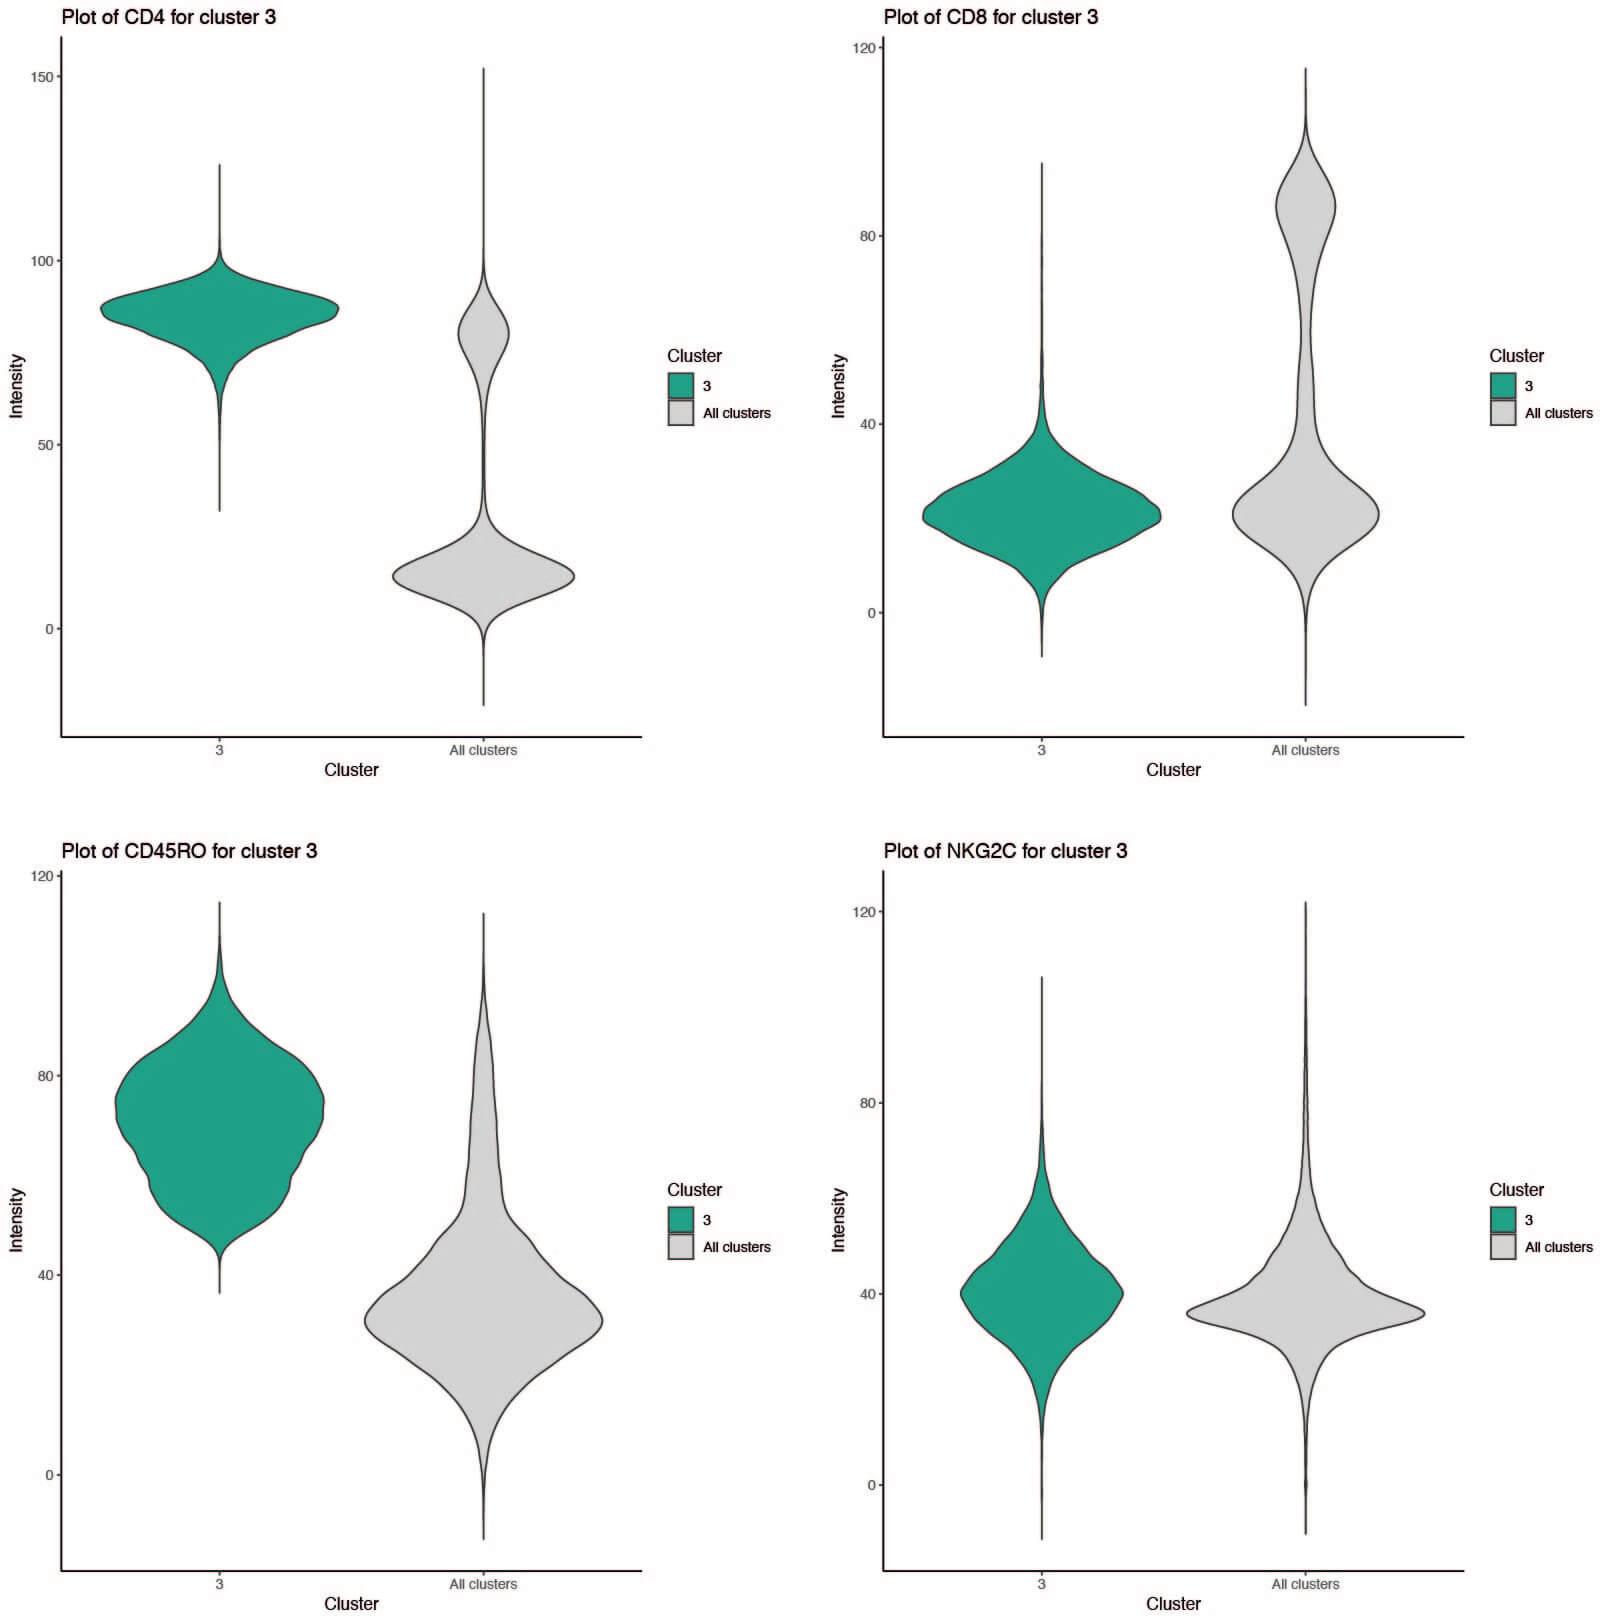 Plot of CD4 for cluster 3
150
100
50
0
Intensity
3
All clusters
Cluster
Cluster
3
All clusters
Plot of CD8 for cluster 3
120
80
40
0
Intensity
3
All clusters
Cluster
Cluster
3
All clusters
Plot of CD45RO for cluster 3
120
80
40
0
Intensity
3
All clusters
Cluster
Cluster
3
All clusters
Plot of NKG2C for cluster 3
120
80
40
0
Intensity
3
All clusters
Cluster
Cluster
3
All clusters